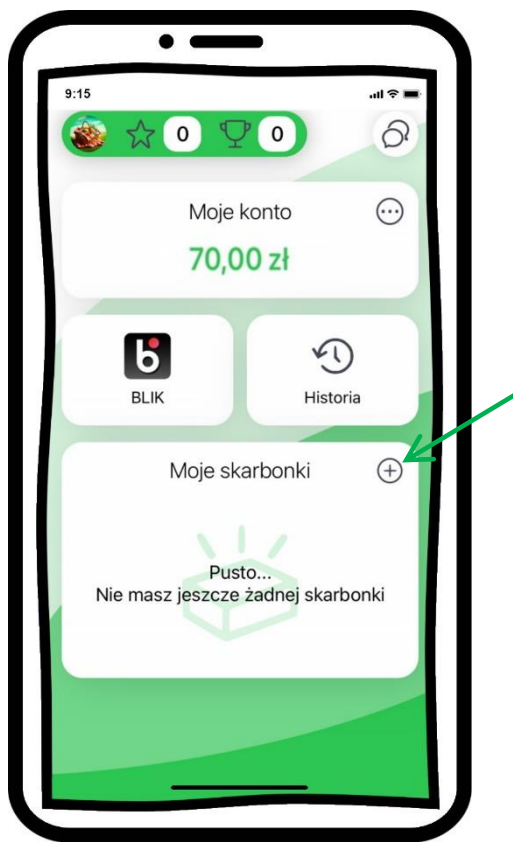 9:15
0 0
Moje konto
70,00 zł
BLIK Historia
Moje skarbonki
Pusto...
Nie masz jeszcze żadnej skarbonki